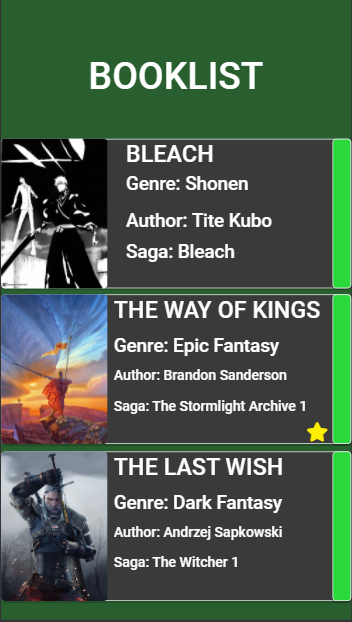 BOOKLIST
BLEACH
Genre: Shonen
Author: Tite Kubo
Saga: Bleach
THE WAY OF KINGS
Genre: Epic Fantasy
Author: Brandon Sanderson
Saga: The Stormlight Archive 1
THE LAST WISH
Genre: Dark Fantasy
Author: Andrzej Sapkowski
Saga: The Witcher 1